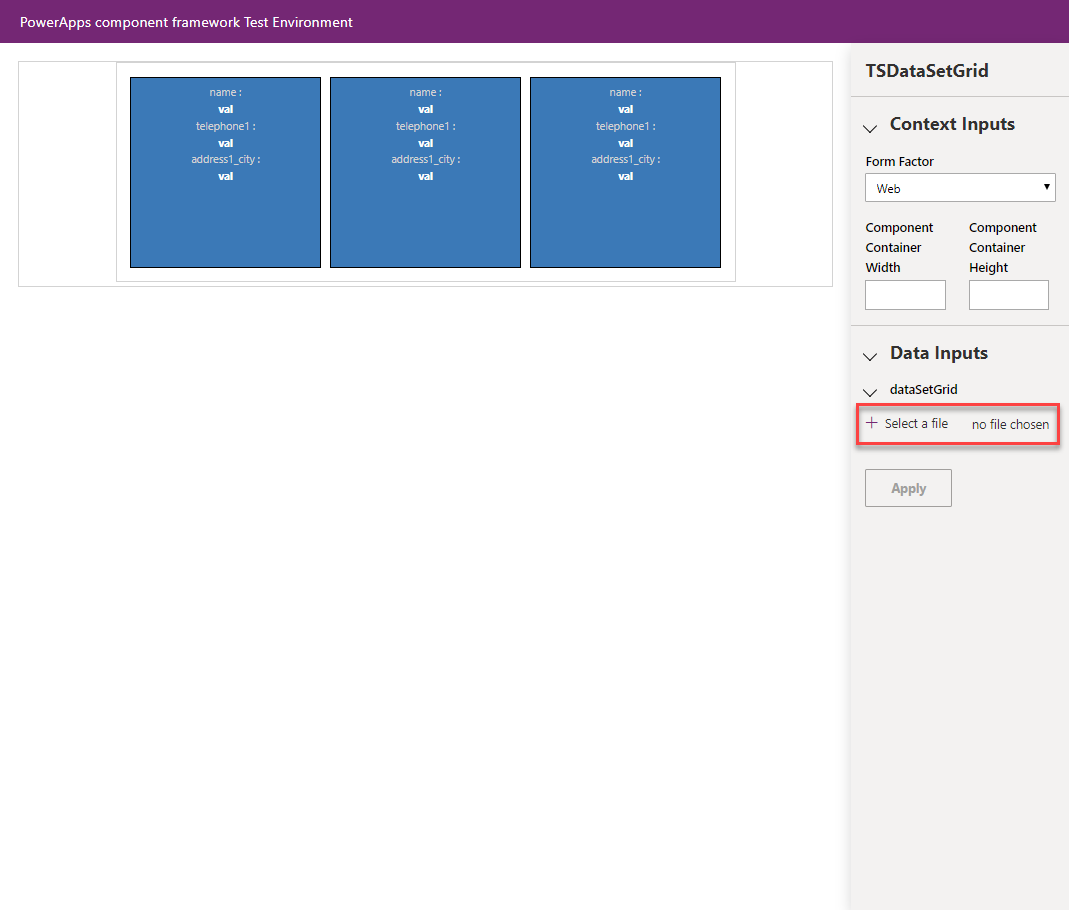 PowerApps component framework Test Environment
name :
val
telephone1 :
val
address1_city :
val
name :
val
telephone1 :
val
address1_city :
val
name :
val
telephone1 :
val
address1_city :
val
TSDataSetGrid
Context Inputs
Form Factor
Web
Component
Container
Width
Component
Container
Height
Data Inputs
dataSetGrid
+ Select a file no file chosen
Apply